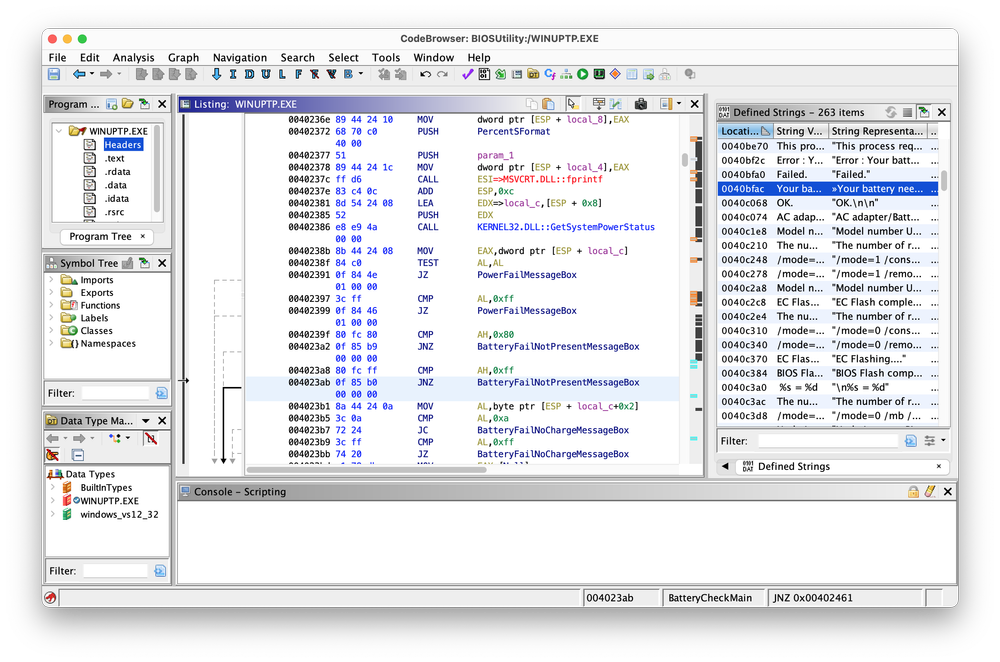 CodeBrowser: BIOSUtility:/WINUPTP.EXE
File Edit Analysis Graph Navigation Search Select Tools Window Help
I D U L F B
Program ...
WINUPTP.EXE
Headers
.text
.rdata
.data
.idata
.rsrc
Program Tree ×
Symbol Tree
Imports
Exports
Functions
Labels
Classes
Namespaces
Filter:
Data Type Ma...
Data Types
BuiltInTypes
WINUPTP.EXE
windows_vs12_32
Filter:
Listing: WINUPTP.EXE
0040236e 89 44 24 10 MOV dword ptr [ESP + local_8],EAX
00402372 68 70 c0 PUSH PercentSFormat
40 00
00402377 51 PUSH param_1
00402378 89 44 24 1c MOV dword ptr [ESP + local_4],EAX
0040237c ff d6 CALL ESI=>MSVCRT.DLL::fprintf
0040237e 83 c4 0c ADD ESP,0xc
00402381 8d 54 24 08 LEA EDX=>local_c,[ESP + 0x8]
00402385 52 PUSH EDX
00402386 e8 e9 4a CALL KERNEL32.DLL::GetSystemPowerStatus
00 00
0040238b 8b 44 24 08 MOV EAX,dword ptr [ESP + local_c]
0040238f 84 c0 TEST AL,AL
00402391 0f 84 4e JZ PowerFailMessageBox
01 00 00
00402397 3c ff CMP AL,0xff
00402399 0f 84 46 JZ PowerFailMessageBox
01 00 00
0040239f 80 fc 80 CMP AH,0x80
004023a2 0f 85 b9 JNZ BatteryFailNotPresentMessageBox
00 00 00
004023a8 80 fc ff CMP AH,0xff
004023ab 0f 85 b0 JNZ BatteryFailNotPresentMessageBox
00 00 00
004023b1 8a 44 24 0a MOV AL,byte ptr [ESP + local_c+0x2]
004023b5 3c 0a CMP AL,0xa
004023b7 72 24 JC BatteryFailNoChargeMessageBox
004023b9 3c ff CMP AL,0xff
004023bb 74 20 JZ BatteryFailNoChargeMessageBox
Defined Strings – 263 items
Locati... String V... String Representa... ...
0040be70 This pro... "This process req...
0040bf2c Error : Y... "Error : Your batt...
0040bfa0 Failed. "Failed."
0040bfac Your ba... »Your battery nee...
0040c068 OK. "OK.\n\n"
0040c074 AC adap... "AC adapter/Batt...
0040c1e8 Model n... "Model number U...
0040c210 The nu... "The number of r...
0040c248 /mode=... "/mode=1 /cons...
0040c278 /mode=... "/mode=1 /remo...
0040c2a8 Model n... "Model number U...
0040c2c8 EC Flas... "EC Flash comple...
0040c2e4 The nu... "The number of r...
0040c310 /mode=... "/mode=0 /cons...
0040c340 /mode=... "/mode=0 /remo...
0040c370 EC Flas... "EC Flashing...."
0040c384 BIOS Fla... "BIOS Flash comp...
0040c3a0 %s = %d "\n%s = %d"
0040c3ac The nu... "The number of r...
0040c3d8 /mode=... "/mode=0 /mb /...
Filter:
Defined Strings ×
Console – Scripting
004023ab BatteryCheckMain JNZ 0x00402461